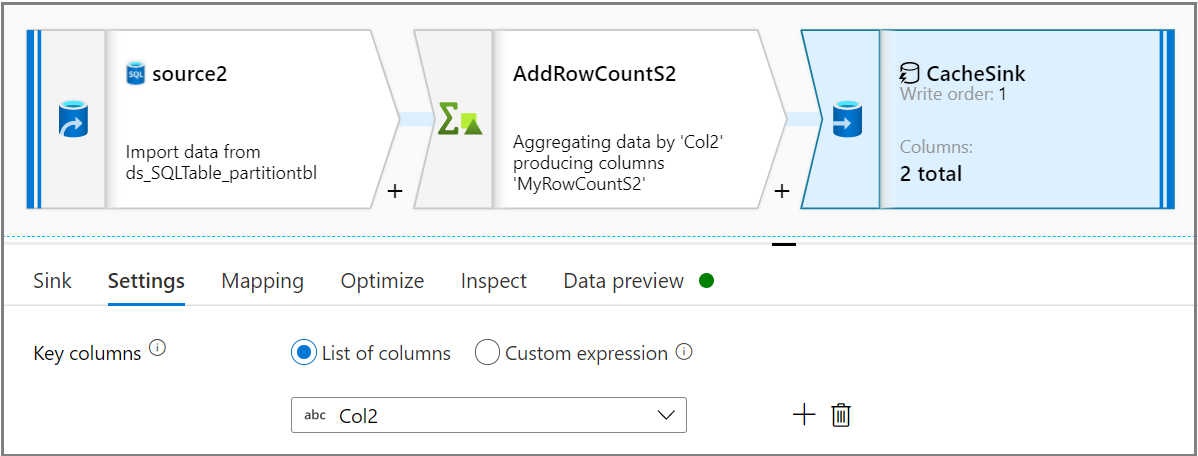 SQL source2
Import data from
ds_SQLTable_partitiontbl
+
AddRowCountS2
Aggregating data by 'Col2'
producing columns
'MyRowCountS2'
+
CacheSink
Write order: 1
Columns:
2 total
Sink Settings Mapping Optimize Inspect Data preview
Key columns i List of columns Custom expression i
abc Col2